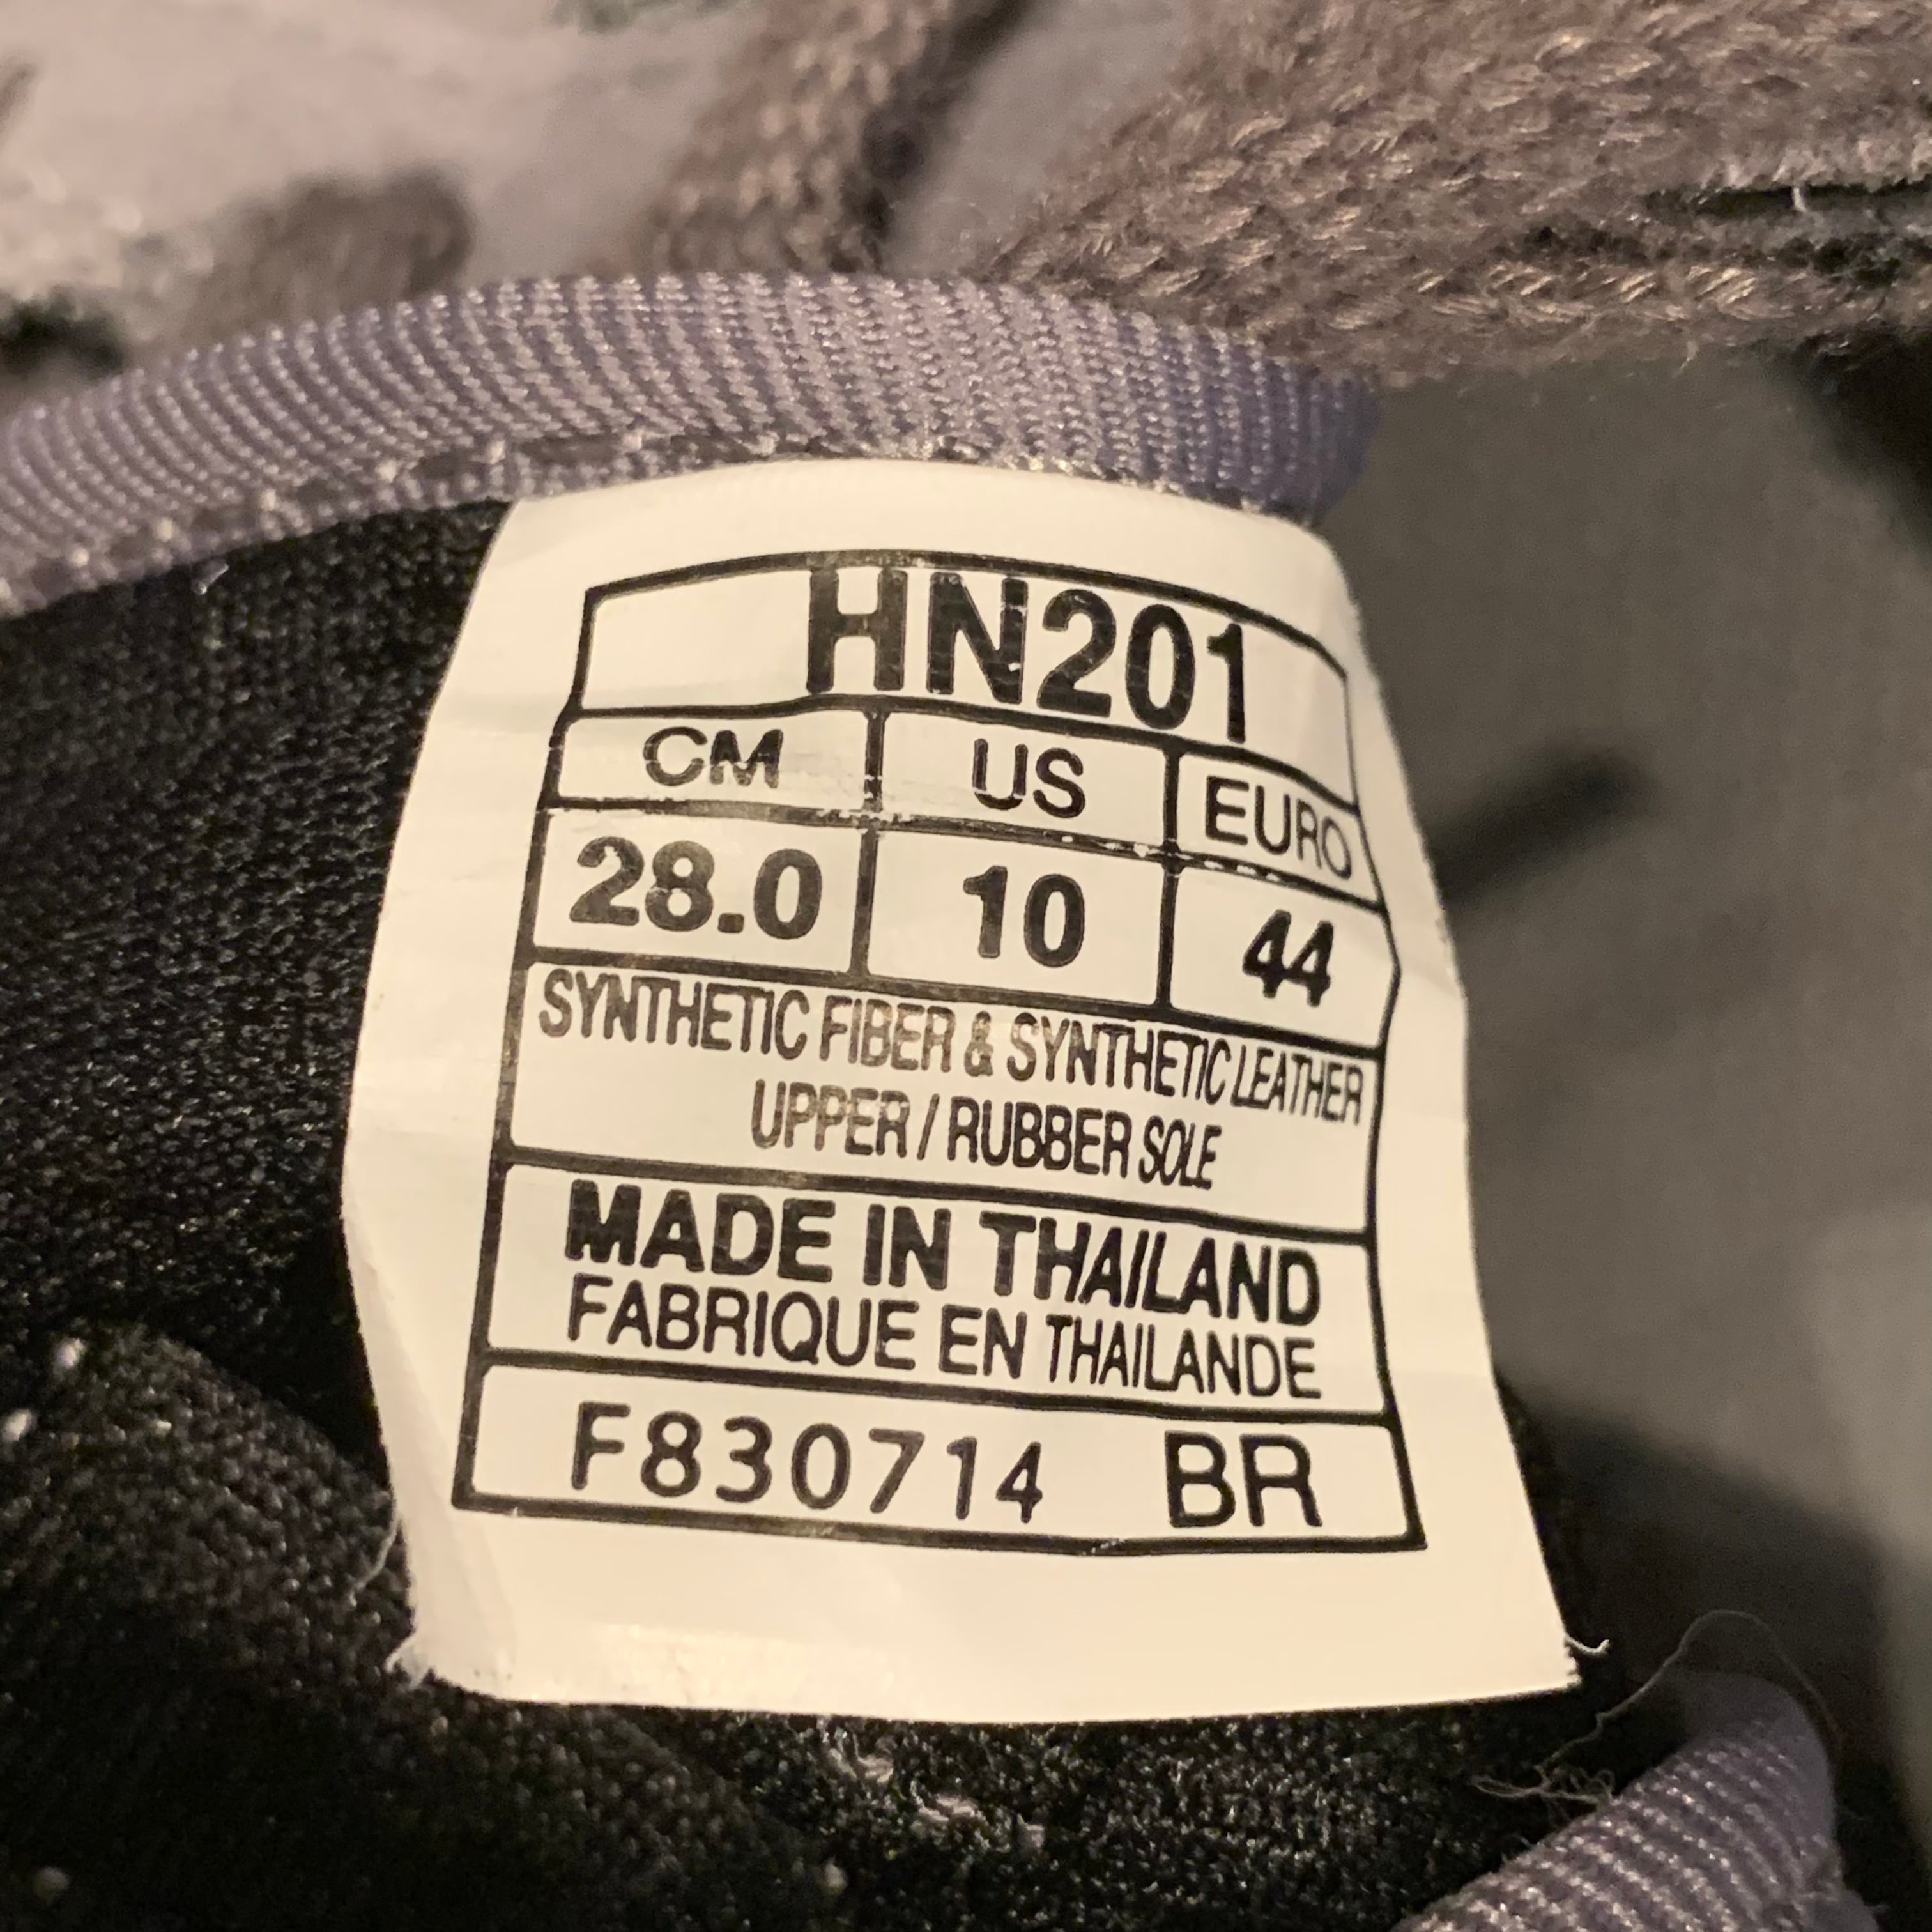 HN201
CM US EURO
28.0 10 44
SYNTHETIC FIBER & SYNTHETIC LEATHER
UPPER / RUBBER SOLE
MADE IN THAILAND
FABRIQUE EN THAILANDE
F830714 BR